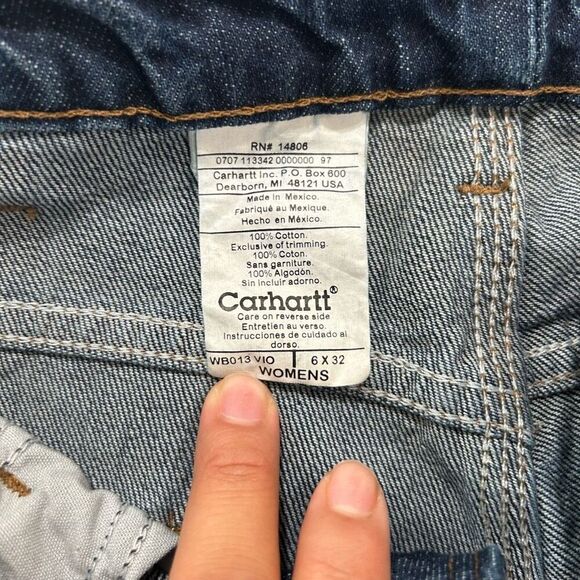 RN# 14806
0707 113342 0000000 97
Carhartt Inc. P.O. Box 600
Dearborn, MI 48121 USA
Made in Mexico.
Fabriqué au Mexique.
Hecho en México.
100% Cotton.
Exclusive of trimming.
100% Coton.
Sans garniture.
100% Algodón.
Sin incluir adorno.
Carhartt®
Care on reverse side
Entretien au verso.
Instrucciones de cuidado al
dorso.
WB013 VIO 6 X 32
WOMENS